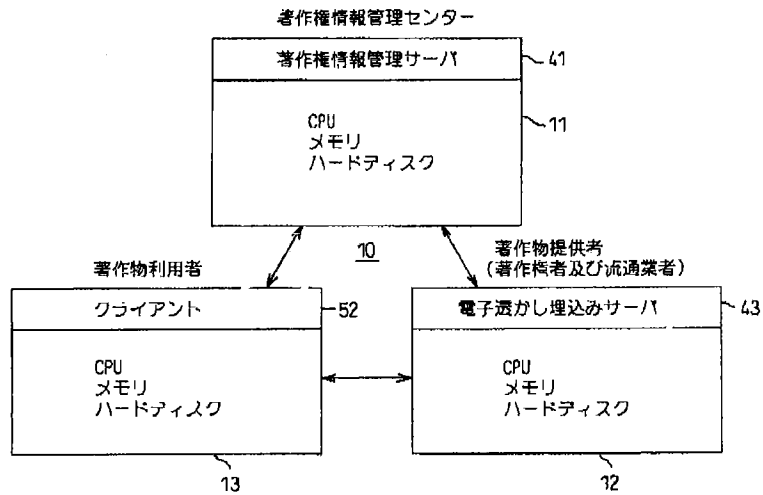 著作権情報管理センター
著作権情報管理サーバ
41
CPU
メモリ
ハードディスク
11
10
著作物利用者
クライアント
52
CPU
メモリ
ハードディスク
13
著作物提供考
(著作権者及び流通業者)
電子透かし埋込みサーバ
43
CPU
メモリ
ハードディスク
12